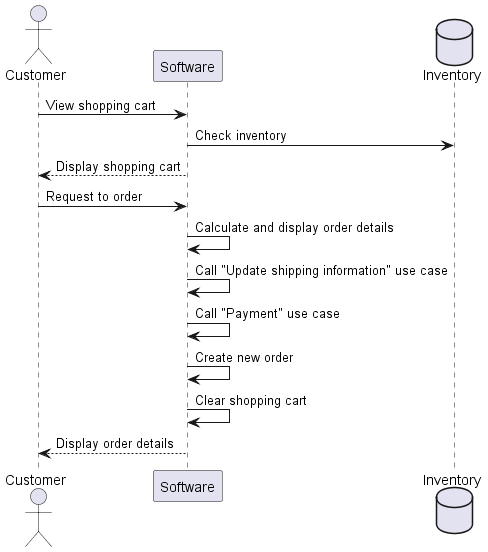 Customer
Software
Inventory
View shopping cart
Check inventory
Display shopping cart
Request to order
Calculate and display order details
Call "Update shipping information" use case
Call "Payment" use case
Create new order
Clear shopping cart
Display order details
Customer
Software
Inventory